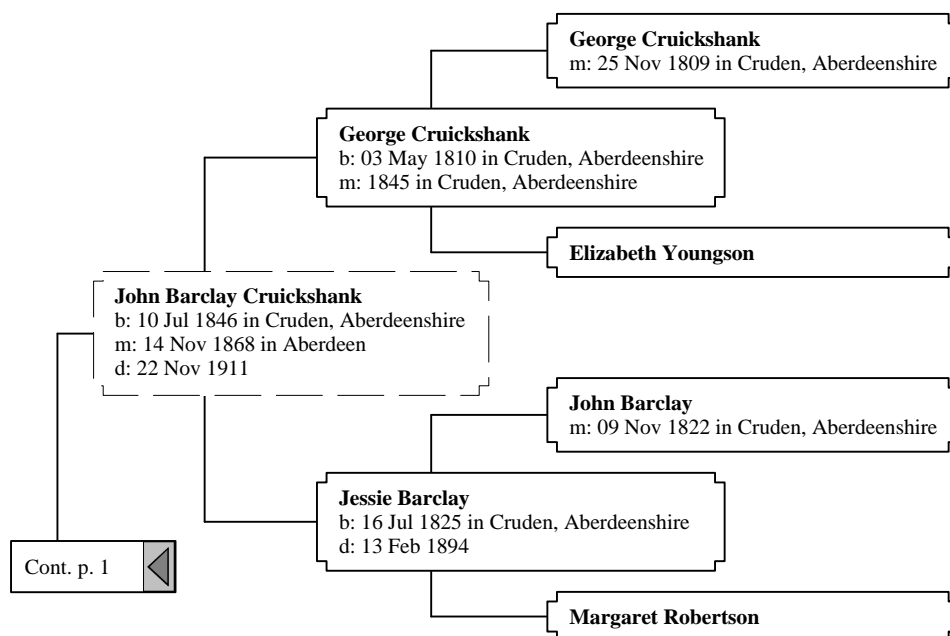 George Cruickshank
m: 25 Nov 1809 in Cruden, Aberdeenshire
George Cruickshank
b: 03 May 1810 in Cruden, Aberdeenshire
m: 1845 in Cruden, Aberdeenshire
Elizabeth Youngson
John Barclay Cruickshank
b: 10 Jul 1846 in Cruden, Aberdeenshire
m: 14 Nov 1868 in Aberdeen
d: 22 Nov 1911
John Barclay
m: 09 Nov 1822 in Cruden, Aberdeenshire
Jessie Barclay
b: 16 Jul 1825 in Cruden, Aberdeenshire
d: 13 Feb 1894
Cont. p. 1
Margaret Robertson